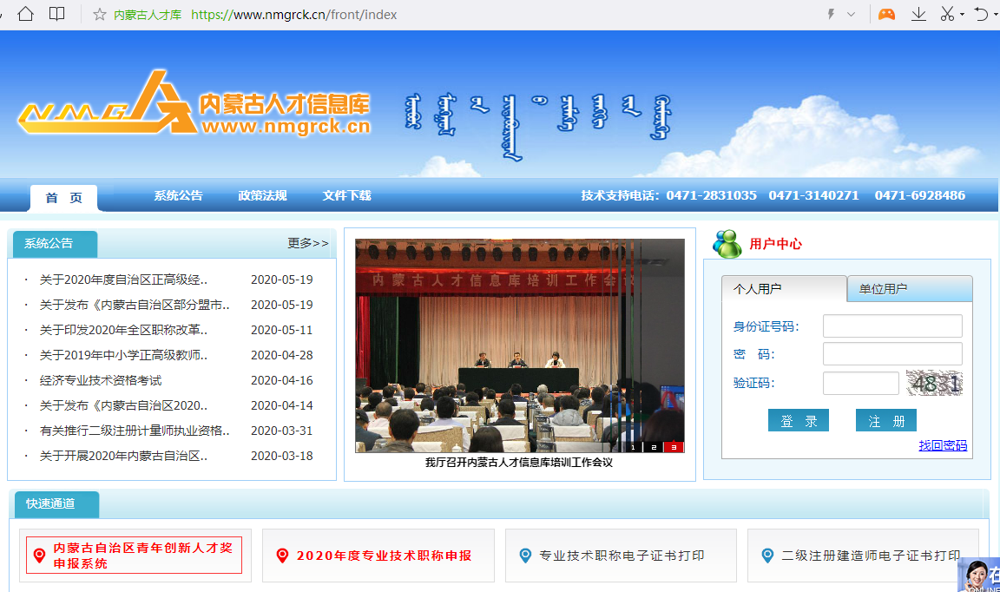 内蒙古人才库 https://www.nmgrck.cn/front/index
NMG 内蒙古人才信息库
www.nmgrck.cn
首 页 系统公告 政策法规 文件下载 技术支持电话：0471-2831035 0471-3140271 0471-6928486
系统公告 更多>>
· 关于2020年度自治区正高级经.. 2020-05-19
· 关于发布《内蒙古自治区部分盟市.. 2020-05-19
· 关于印发2020年全区职称改革.. 2020-05-11
· 关于2019年中小学正高级教师.. 2020-04-28
· 经济专业技术资格考试 2020-04-16
· 关于发布《内蒙古自治区2020.. 2020-04-14
· 有关推行二级注册计量师执业资格.. 2020-03-31
· 关于开展2020年内蒙古自治区.. 2020-03-18
内蒙古人才信息库培训工作会议
1 2 3
我厅召开内蒙古人才信息库培训工作会议
用户中心
个人用户 单位用户
身份证号码：
密 码：
验证码： 4831
登 录 注 册
找回密码
快速通道
内蒙古自治区青年创新人才奖
申报系统
2020年度专业技术职称申报
专业技术职称电子证书打印
二级注册建造师电子证书打印
在
ONLINE